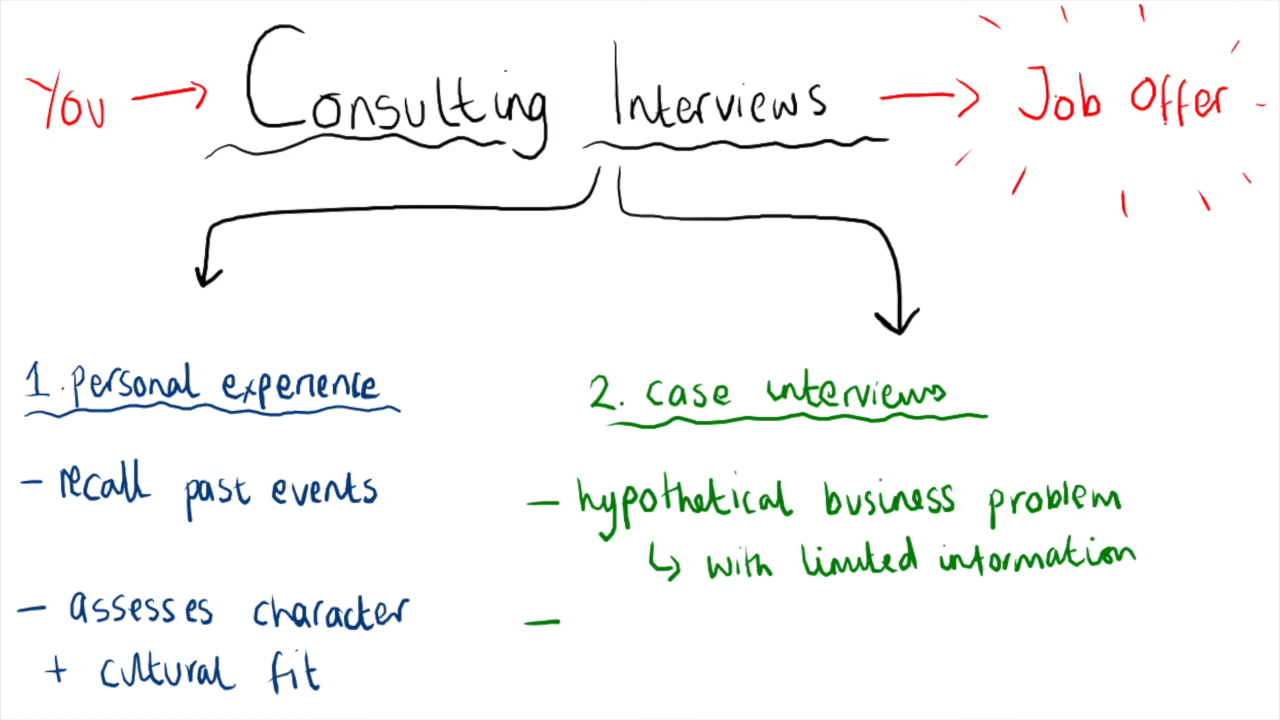 You → Consulting Interviews → Job Offer
1. personal experience
- recall past events
- assesses character
+ cultural fit
2. case interviews
- hypothetical business problem
↳ with limited information
-